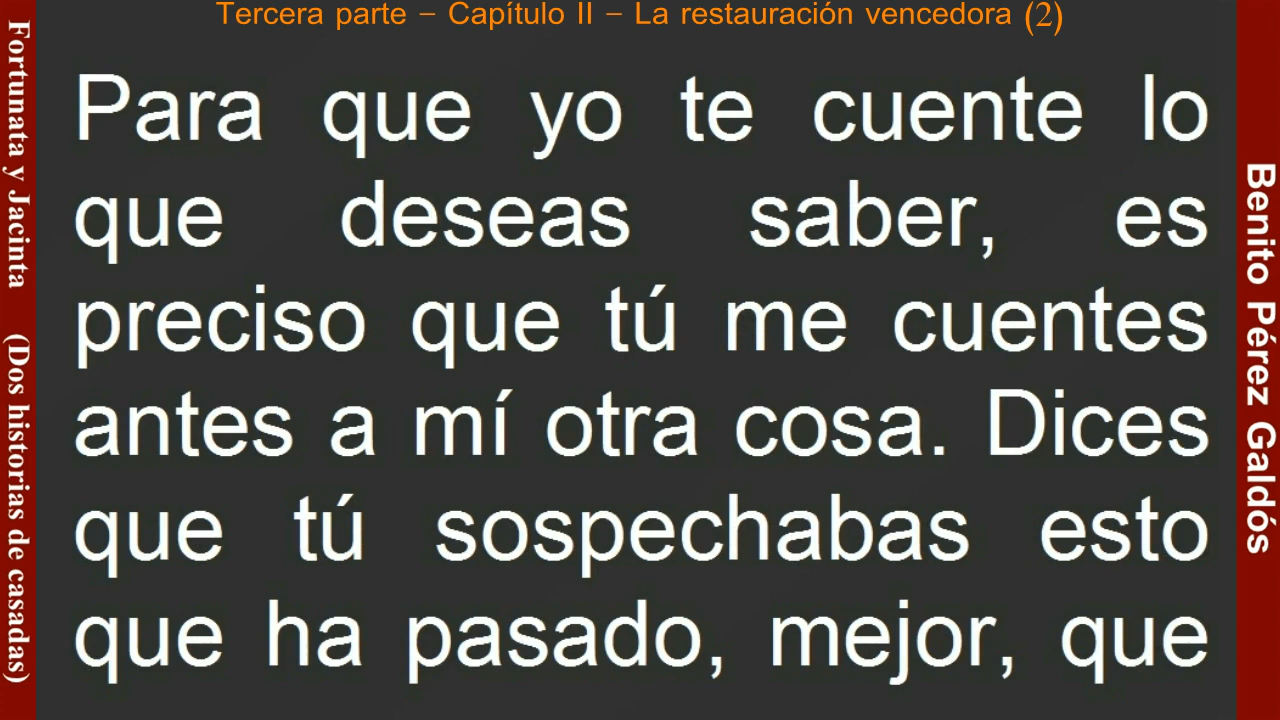 Tercera parte – Capítulo II – La restauración vencedora (2)
Fortunata y Jacinta (Dos historias de casadas)
Para que yo te cuente lo
que deseas saber, es
preciso que tú me cuentes
antes a mí otra cosa. Dices
que tú sospechabas esto
que ha pasado, mejor, que
Benito Pérez Galdós